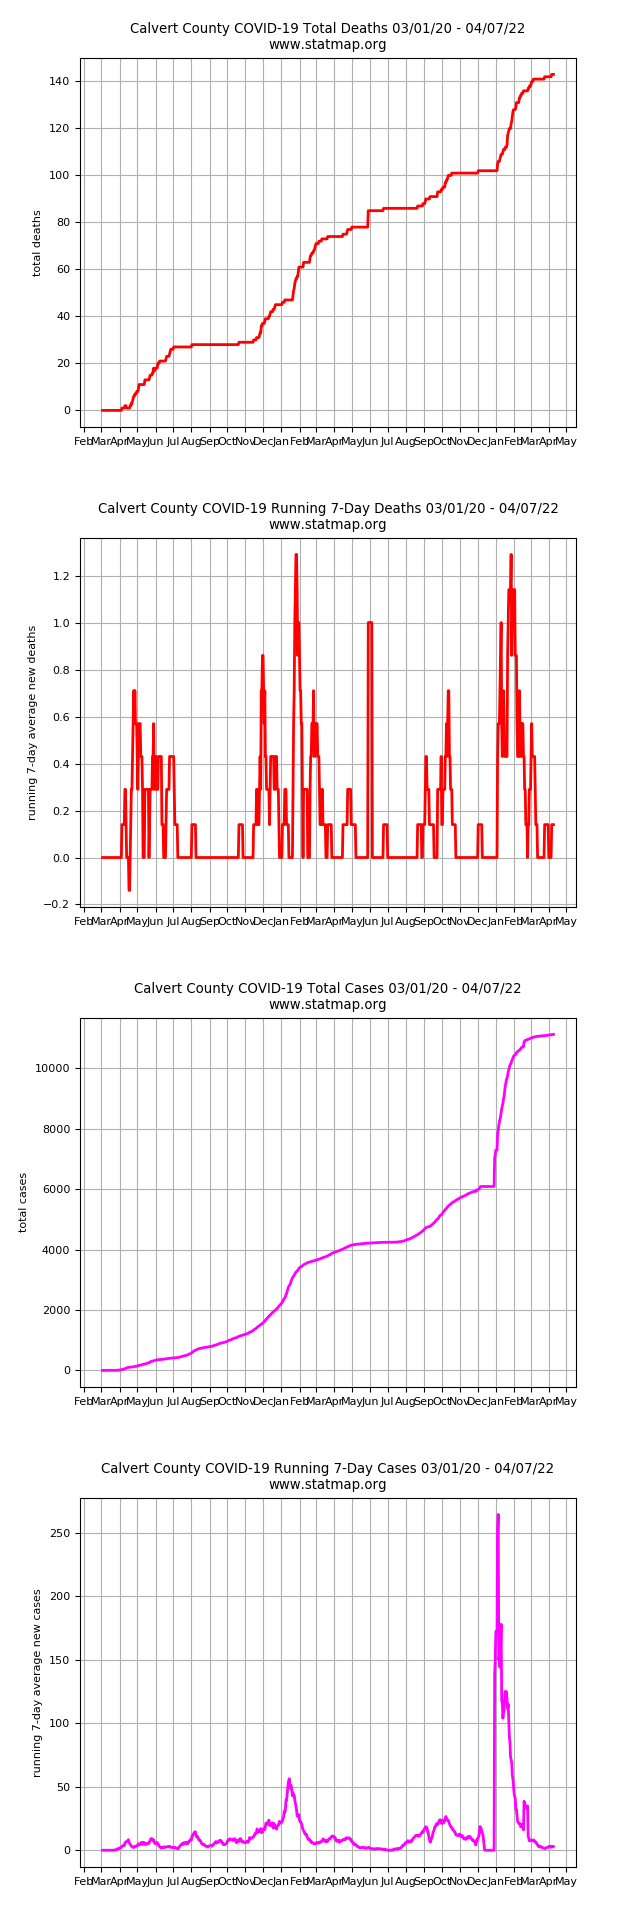 Calvert County COVID-19 Total Deaths 03/01/20 - 04/07/22
www.statmap.org
total deaths
140
120
100
80
60
40
20
0
Feb Mar Apr May Jun Jul Aug Sep Oct Nov Dec Jan Feb Mar Apr May Jun Jul Aug Sep Oct Nov Dec Jan Feb Mar Apr May
Calvert County COVID-19 Running 7-Day Deaths 03/01/20 - 04/07/22
www.statmap.org
running 7-day average new deaths
1.2
1.0
0.8
0.6
0.4
0.2
0.0
−0.2
Feb Mar Apr May Jun Jul Aug Sep Oct Nov Dec Jan Feb Mar Apr May Jun Jul Aug Sep Oct Nov Dec Jan Feb Mar Apr May
Calvert County COVID-19 Total Cases 03/01/20 - 04/07/22
www.statmap.org
total cases
10000
8000
6000
4000
2000
0
Feb Mar Apr May Jun Jul Aug Sep Oct Nov Dec Jan Feb Mar Apr May Jun Jul Aug Sep Oct Nov Dec Jan Feb Mar Apr May
Calvert County COVID-19 Running 7-Day Cases 03/01/20 - 04/07/22
www.statmap.org
running 7-day average new cases
250
200
150
100
50
0
Feb Mar Apr May Jun Jul Aug Sep Oct Nov Dec Jan Feb Mar Apr May Jun Jul Aug Sep Oct Nov Dec Jan Feb Mar Apr May